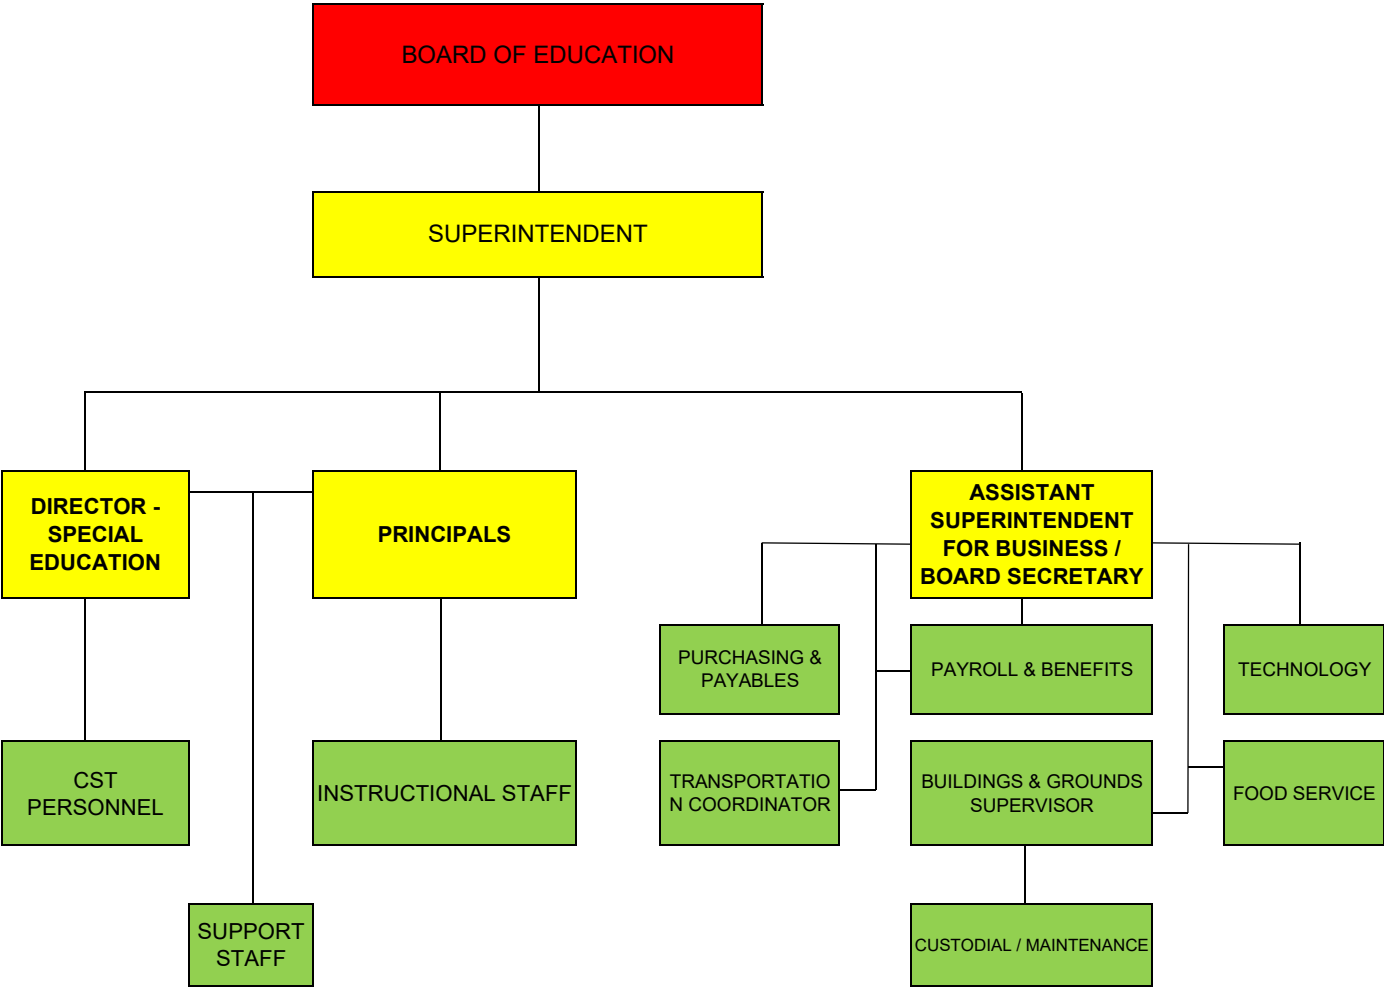 BOARD OF EDUCATION
SUPERINTENDENT
DIRECTOR -
SPECIAL
EDUCATION
PRINCIPALS
ASSISTANT
SUPERINTENDENT
FOR BUSINESS /
BOARD SECRETARY
PURCHASING &
PAYABLES
PAYROLL & BENEFITS
TECHNOLOGY
CST
PERSONNEL
INSTRUCTIONAL STAFF
TRANSPORTATIO
N COORDINATOR
BUILDINGS & GROUNDS
SUPERVISOR
FOOD SERVICE
SUPPORT
STAFF
CUSTODIAL / MAINTENANCE